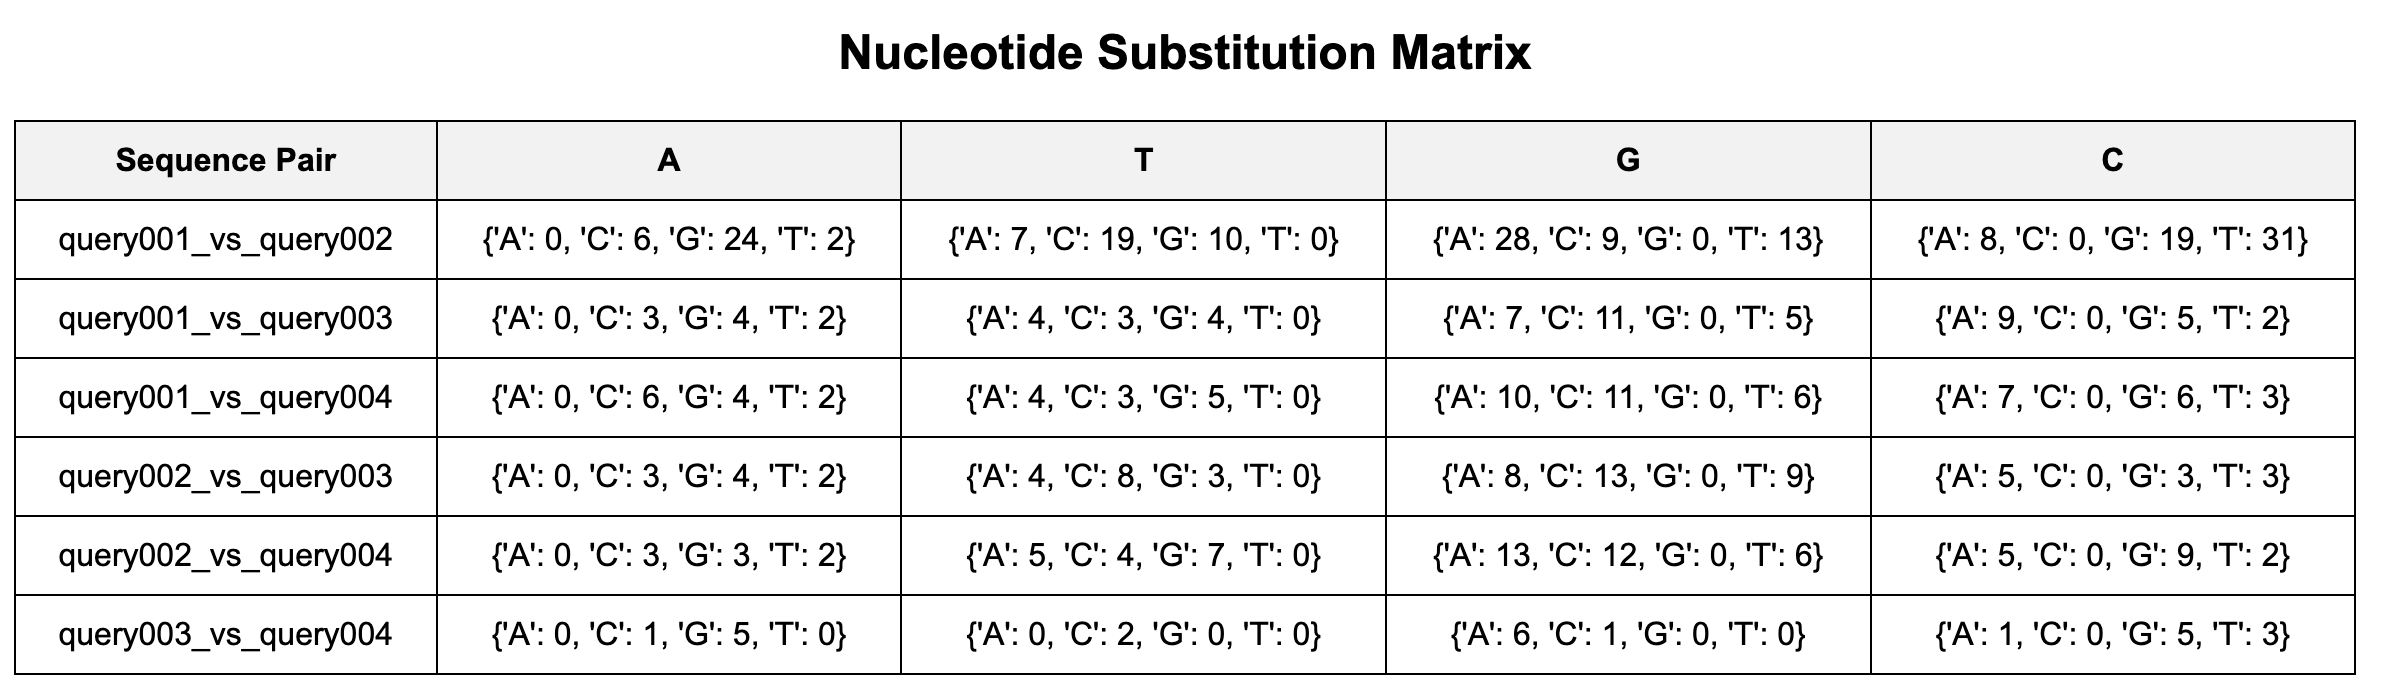 Nucleotide Substitution Matrix
Sequence Pair A T G C
query001_vs_query002 {'A': 0, 'C': 6, 'G': 24, 'T': 2} {'A': 7, 'C': 19, 'G': 10, 'T': 0} {'A': 28, 'C': 9, 'G': 0, 'T': 13} {'A': 8, 'C': 0, 'G': 19, 'T': 31}
query001_vs_query003 {'A': 0, 'C': 3, 'G': 4, 'T': 2} {'A': 4, 'C': 3, 'G': 4, 'T': 0} {'A': 7, 'C': 11, 'G': 0, 'T': 5} {'A': 9, 'C': 0, 'G': 5, 'T': 2}
query001_vs_query004 {'A': 0, 'C': 6, 'G': 4, 'T': 2} {'A': 4, 'C': 3, 'G': 5, 'T': 0} {'A': 10, 'C': 11, 'G': 0, 'T': 6} {'A': 7, 'C': 0, 'G': 6, 'T': 3}
query002_vs_query003 {'A': 0, 'C': 3, 'G': 4, 'T': 2} {'A': 4, 'C': 8, 'G': 3, 'T': 0} {'A': 8, 'C': 13, 'G': 0, 'T': 9} {'A': 5, 'C': 0, 'G': 3, 'T': 3}
query002_vs_query004 {'A': 0, 'C': 3, 'G': 3, 'T': 2} {'A': 5, 'C': 4, 'G': 7, 'T': 0} {'A': 13, 'C': 12, 'G': 0, 'T': 6} {'A': 5, 'C': 0, 'G': 9, 'T': 2}
query003_vs_query004 {'A': 0, 'C': 1, 'G': 5, 'T': 0} {'A': 0, 'C': 2, 'G': 0, 'T': 0} {'A': 6, 'C': 1, 'G': 0, 'T': 0} {'A': 1, 'C': 0, 'G': 5, 'T': 3}